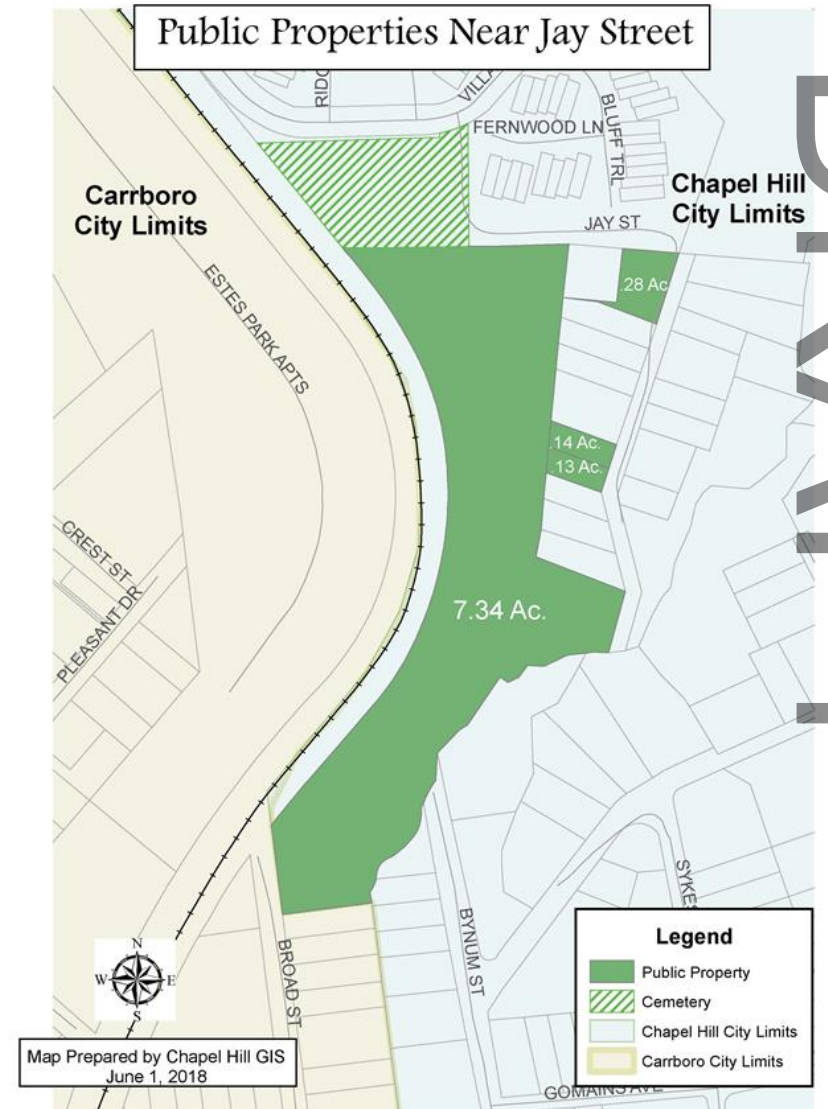 Public Properties Near Jay Street
RIDG
VILLA
FERNWOOD LN
BLUFF TRL
Carrboro
City Limits
Chapel Hill
City Limits
JAY ST
ESTES PARK APTS
.28 Ac
.14 Ac.
.13 Ac.
CREST ST
PLEASANT DR
7.34 Ac.
SYKES
BYNUM ST
BROAD ST
N
W E
S
Legend
Public Property
Cemetery
Chapel Hill City Limits
Carrboro City Limits
Map Prepared by Chapel Hill GIS
June 1, 2018
GOMAINS AVE